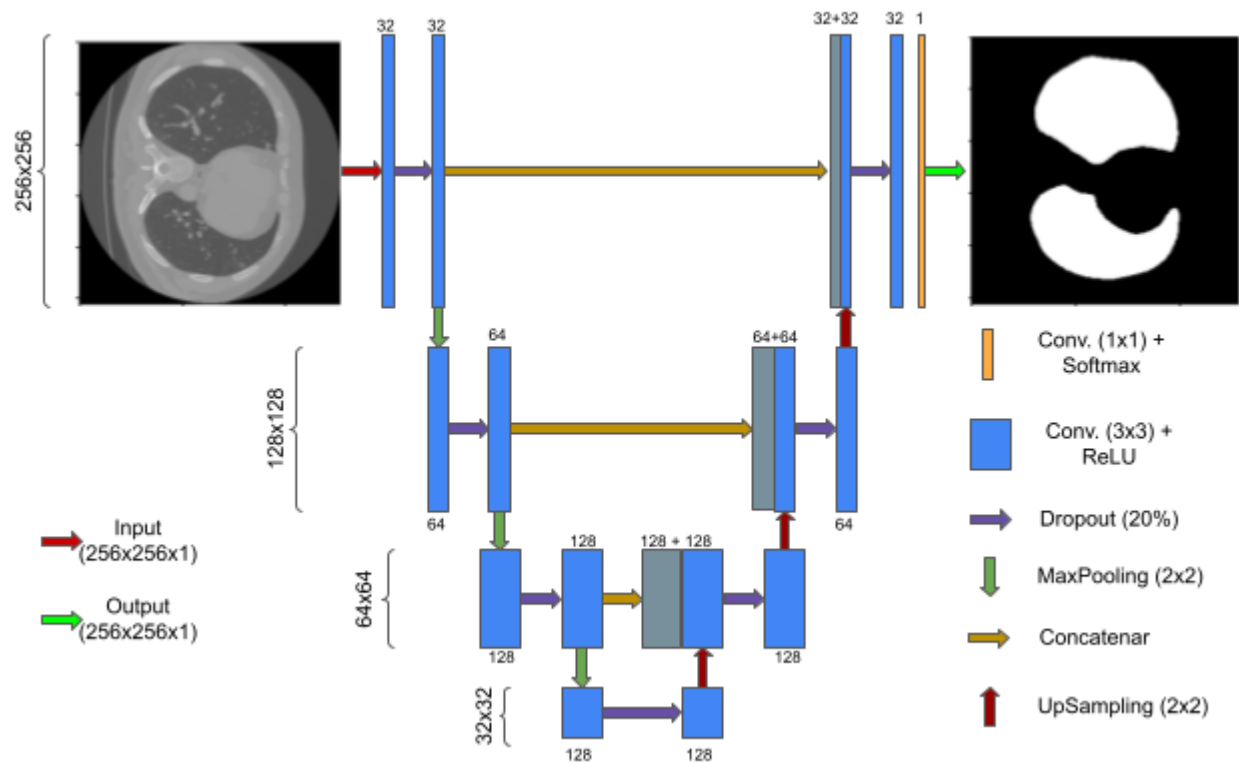 32
32
32+32
32
1
256x256
64
64+64
128x128
64
64
Input
(256x256x1)
Output
(256x256x1)
128
128 + 128
64x64
128
128
32x32
128
128
Conv. (1x1) +
Softmax
Conv. (3x3) +
ReLU
Dropout (20%)
MaxPooling (2x2)
Concatenar
UpSampling (2x2)